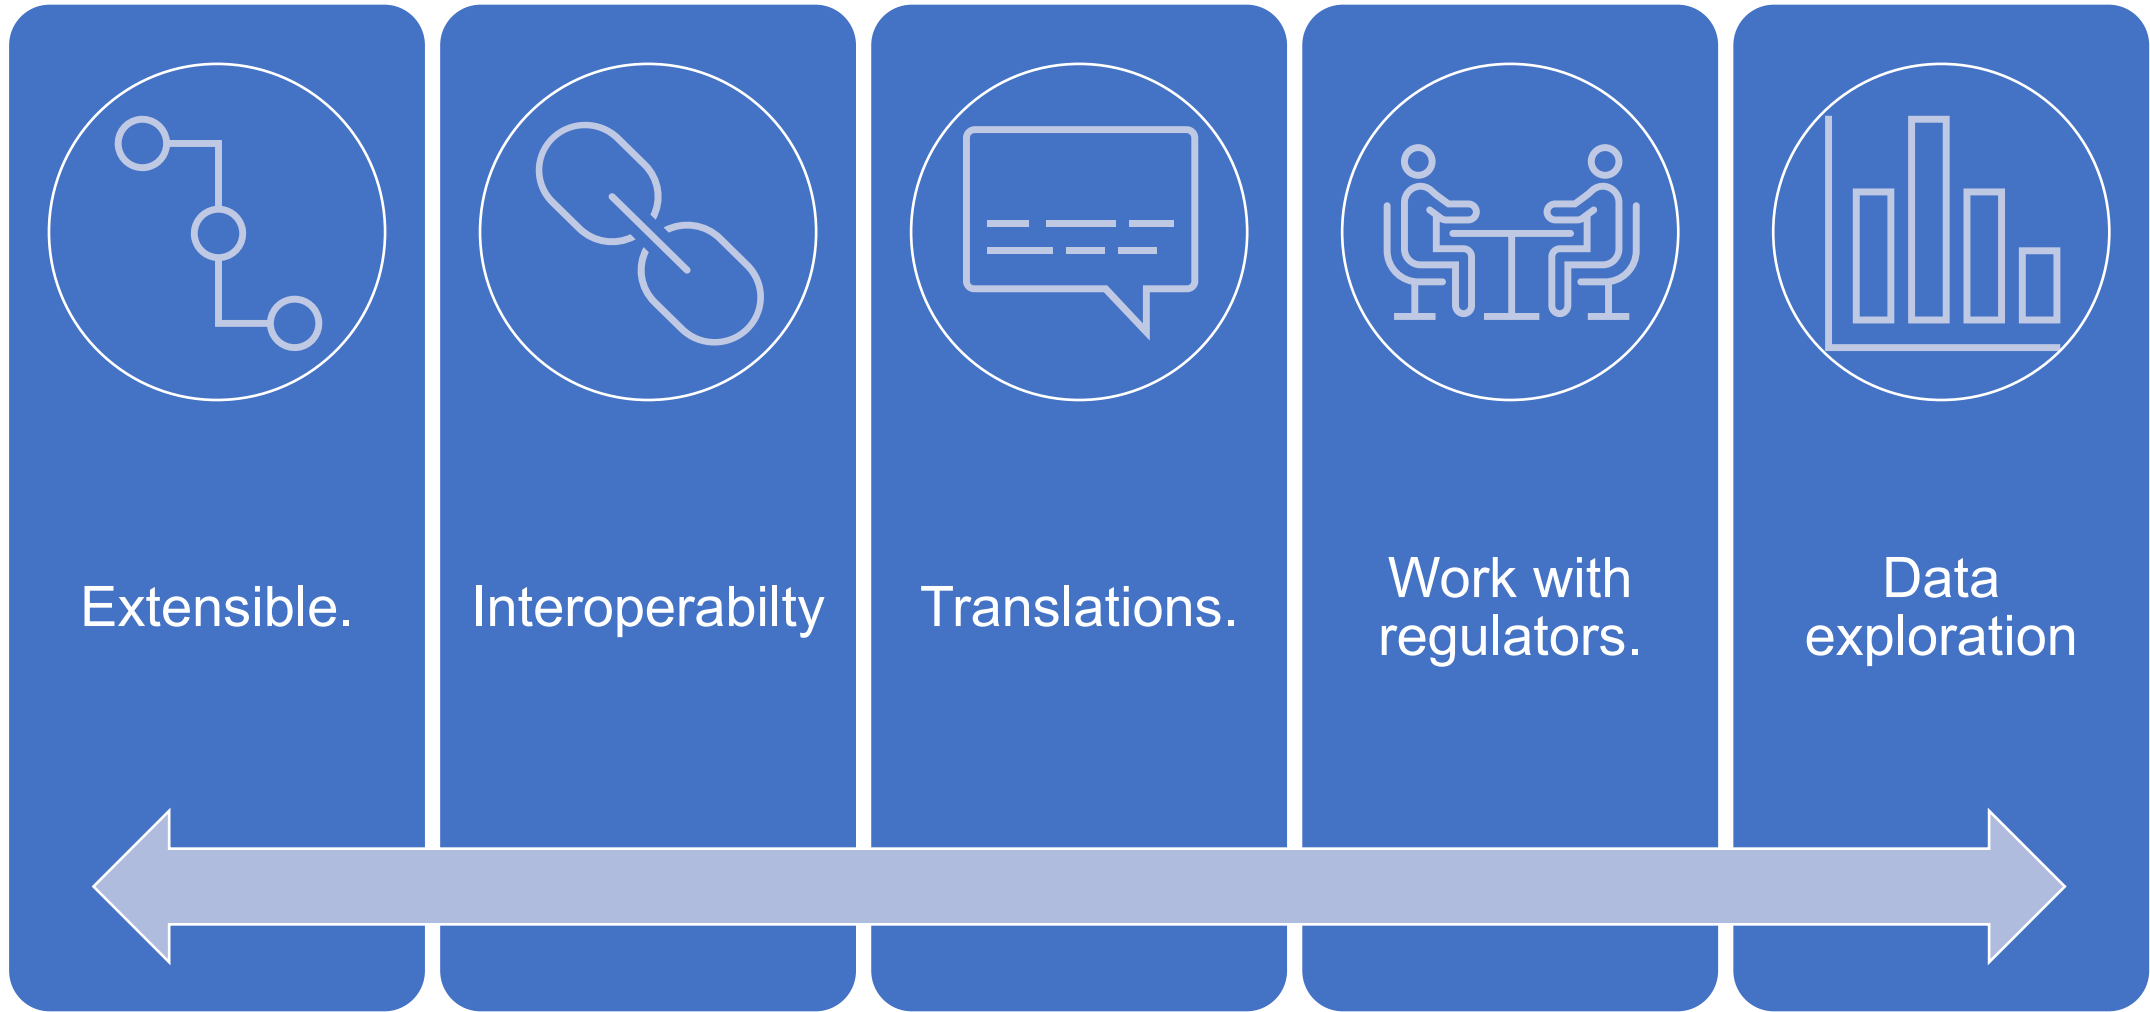 Extensible.
Interoperabilty
Translations.
Work with
regulators.
Data
exploration